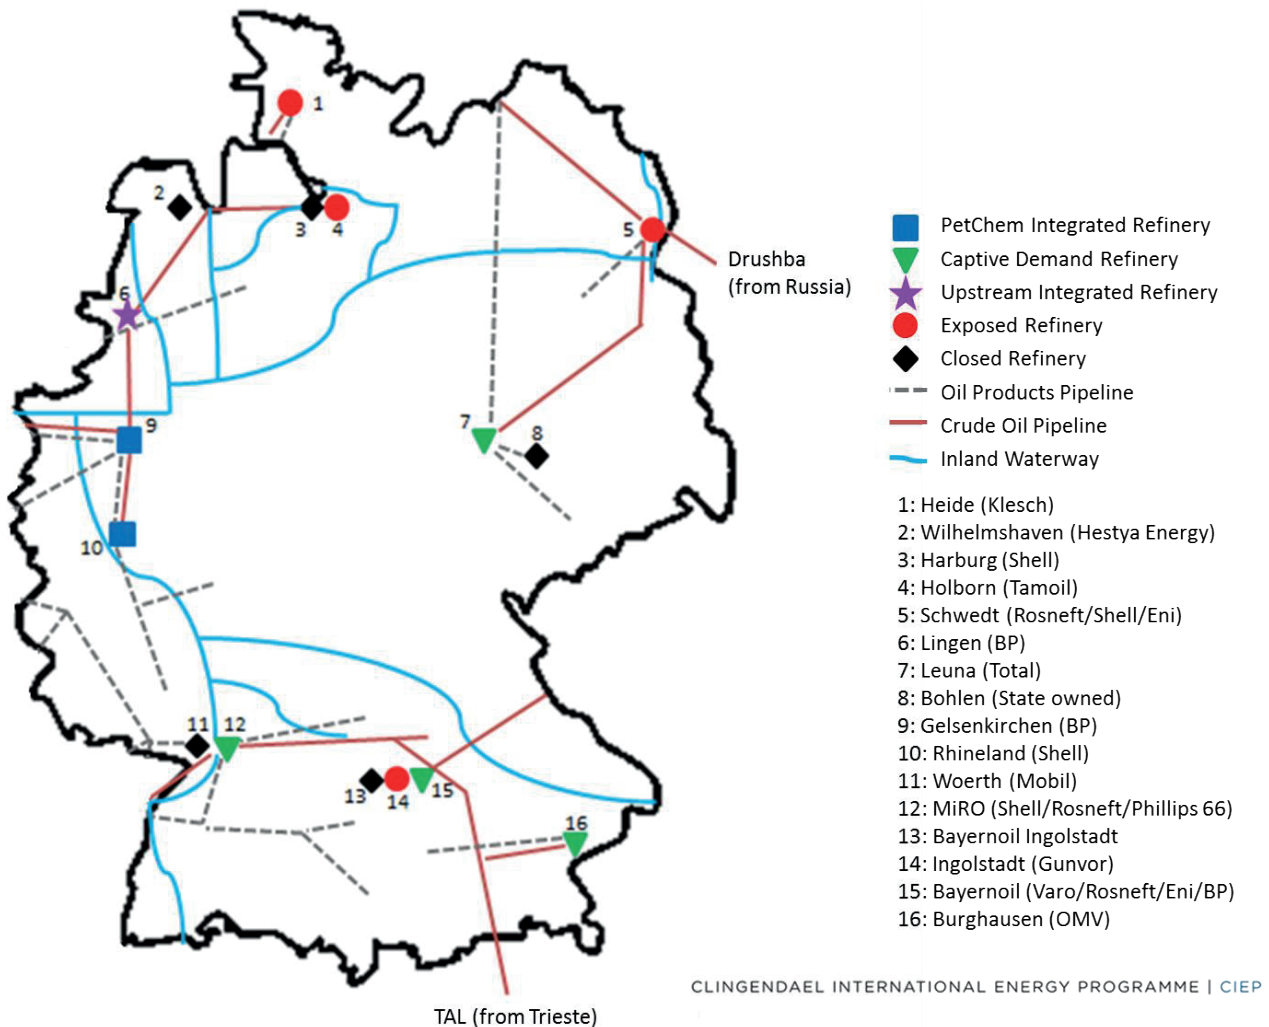 1
2
3
4
5
Drushba
(from Russia)
6
7
8
9
10
11
12
13
14
15
16
TAL (from Trieste)
PetChem Integrated Refinery
Captive Demand Refinery
Upstream Integrated Refinery
Exposed Refinery
Closed Refinery
Oil Products Pipeline
Crude Oil Pipeline
Inland Waterway
1: Heide (Klesch)
2: Wilhelmshaven (Hestya Energy)
3: Harburg (Shell)
4: Holborn (Tamoil)
5: Schwedt (Rosneft/Shell/Eni)
6: Lingen (BP)
7: Leuna (Total)
8: Bohlen (State owned)
9: Gelsenkirchen (BP)
10: Rhineland (Shell)
11: Woerth (Mobil)
12: MiRO (Shell/Rosneft/Phillips 66)
13: Bayernoil Ingolstadt
14: Ingolstadt (Gunvor)
15: Bayernoil (Varo/Rosneft/Eni/BP)
16: Burghausen (OMV)
CLINGENDAEL INTERNATIONAL ENERGY PROGRAMME | CIEP